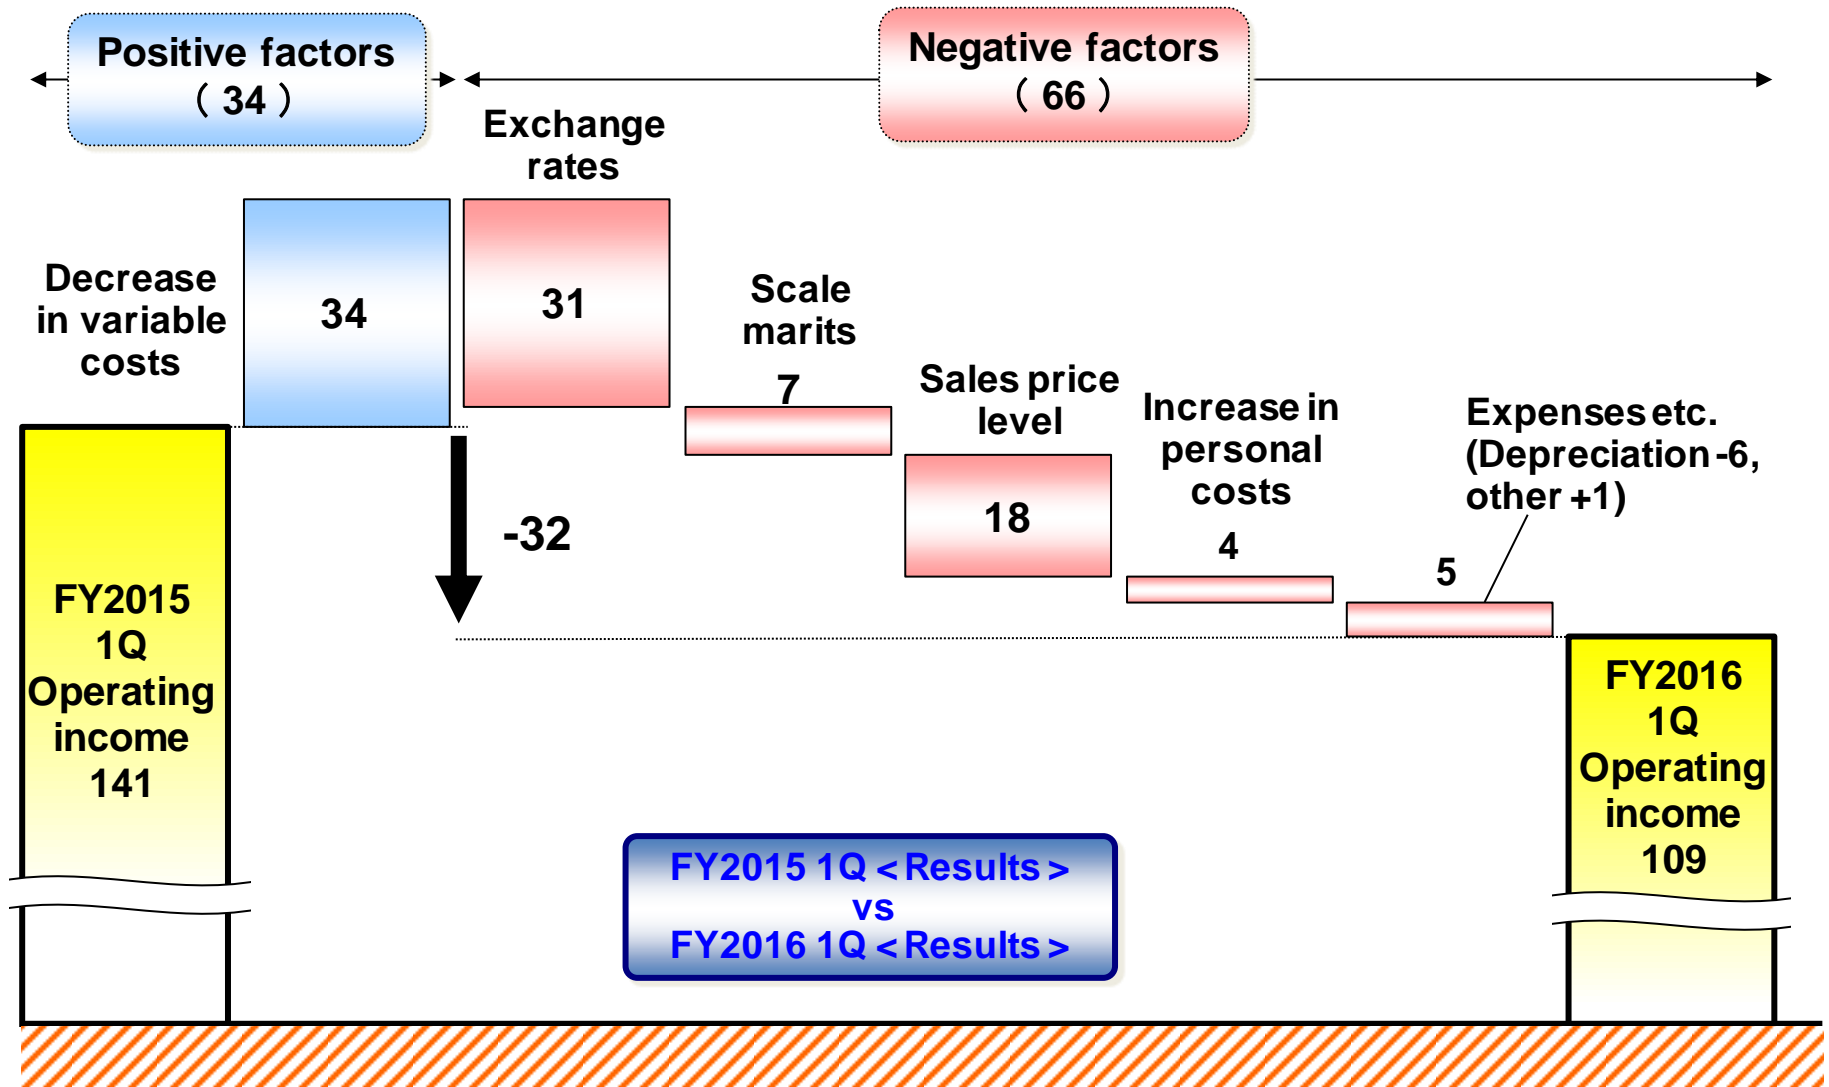 Positive factors
( 34 )
Negative factors
( 66 )
Exchange
rates
Decrease
in variable
costs
34
31
Scale
marits
7
Sales price
level
18
Increase in
personal
costs
4
Expenses etc.
(Depreciation -6,
other +1)
5
-32
FY2015
1Q
Operating
income
141
FY2016
1Q
Operating
income
109
FY2015 1Q < Results >
vs
FY2016 1Q < Results >